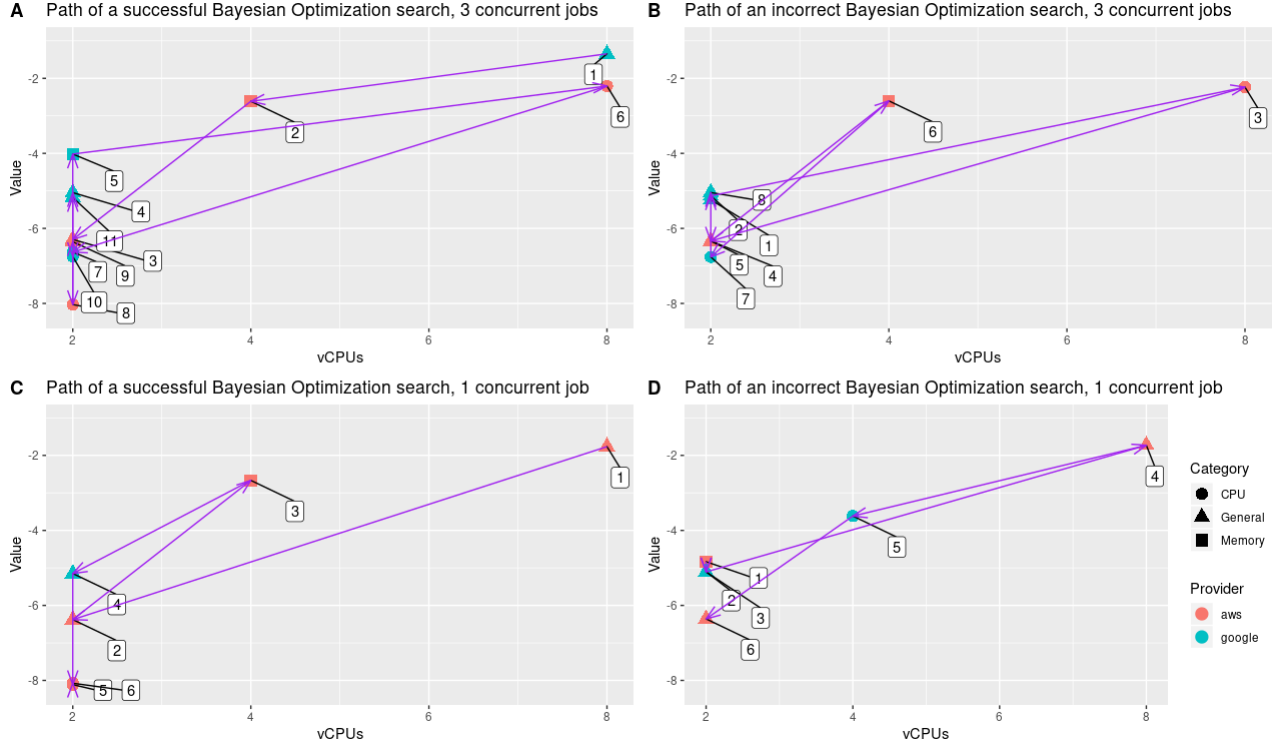 A Path of a successful Bayesian Optimization search, 3 concurrent jobs
-2
-4
-6
-8
Value
1
6
2
5
4
11
3
7
9
10
8
2 4 6 8
vCPUs
B Path of an incorrect Bayesian Optimization search, 3 concurrent jobs
-2
-4
-6
-8
Value
3
6
8
2
1
5
4
7
2 4 6 8
vCPUs
C Path of a successful Bayesian Optimization search, 1 concurrent job
-2
-4
-6
-8
Value
1
3
4
2
5 6
2 4 6 8
vCPUs
D Path of an incorrect Bayesian Optimization search, 1 concurrent job
-2
-4
-6
-8
Value
4
5
1
2
3
6
2 4 6 8
vCPUs
Category
CPU
General
Memory
Provider
aws
google